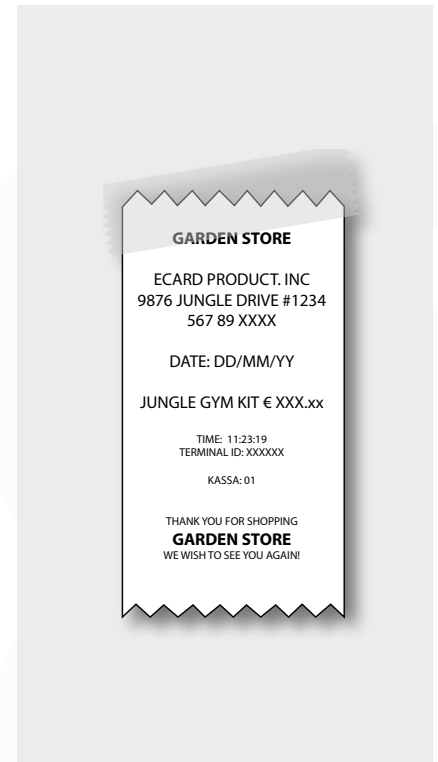 GARDEN STORE
ECARD PRODUCT. INC
9876 JUNGLE DRIVE #1234
567 89 XXXX
DATE: DD/MM/YY
JUNGLE GYM KIT € XXX.xx
TIME: 11:23:19
TERMINAL ID: XXXXXX
KASSA: 01
THANK YOU FOR SHOPPING
GARDEN STORE
WE WISH TO SEE YOU AGAIN!